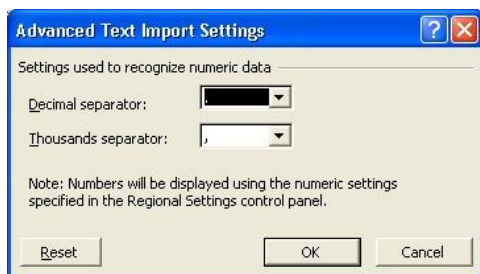 Advanced Text Import Settings
Settings used to recognize numeric data
Decimal separator: .
Thousands separator: ,
Note: Numbers will be displayed using the numeric settings
specified in the Regional Settings control panel.
Reset OK Cancel